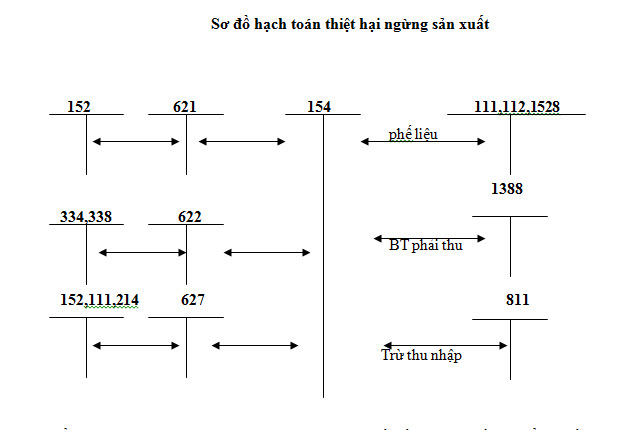 Sơ đồ hạch toán thiệt hại ngừng sản xuất
152 621 154 111,112,1528
phế liệu
1388
334,338 622
BT phải thu
152,111,214 627 811
Trừ thu nhập